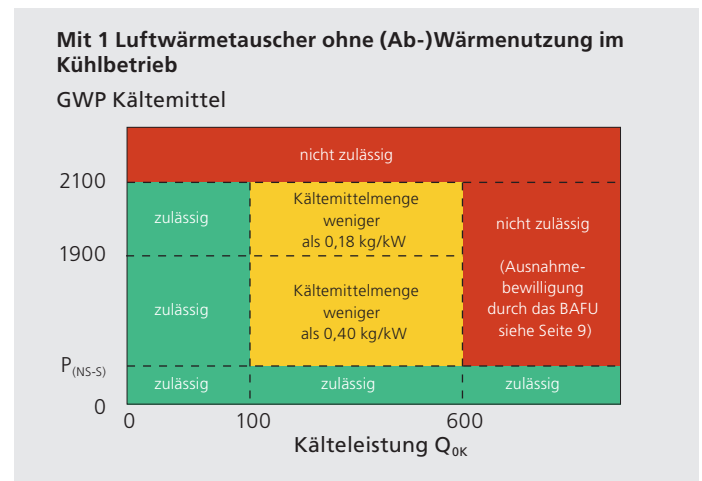 Mit 1 Luftwärmetauscher ohne (Ab-)Wärmenutzung im
Kühlbetrieb
GWP Kältemittel
nicht zulässig
2100
zulässig
Kältemittelmenge
weniger
als 0,18 kg/kW
nicht zulässig
(Ausnahme-
bewilligung
durch das BAFU
siehe Seite 9)
1900
zulässig
Kältemittelmenge
weniger
als 0,40 kg/kW
P(NS-S)
zulässig
zulässig
zulässig
0
0
100
600
Kälteleistung Q0K